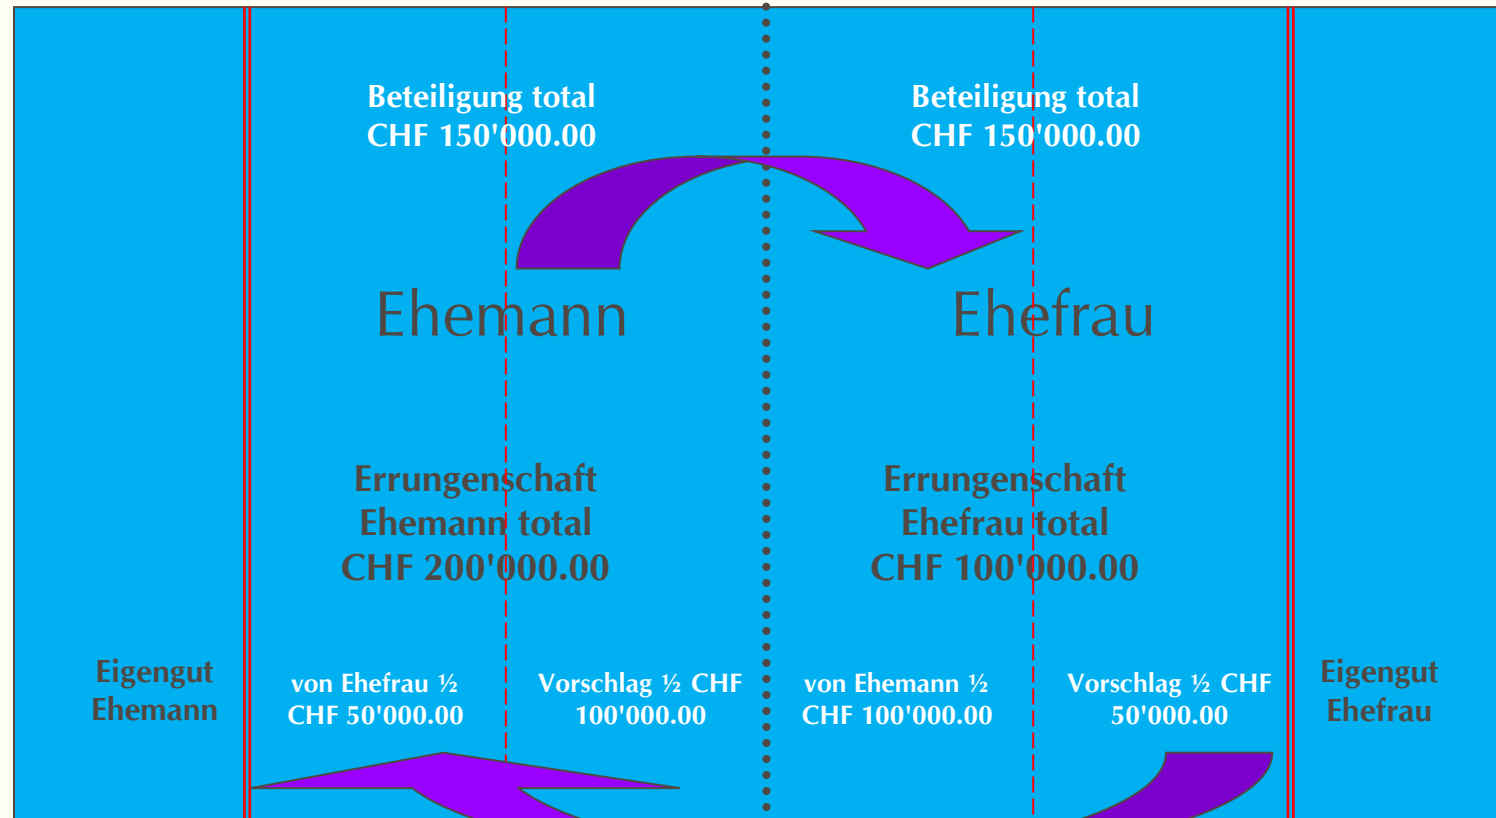 Beteiligung total
CHF 150'000.00
Beteiligung total
CHF 150'000.00
Ehemann
Ehefrau
Errungenschaft
Ehemann total
CHF 200'000.00
Errungenschaft
Ehefrau total
CHF 100'000.00
Eigengut
Ehemann
von Ehefrau ½
CHF 50'000.00
Vorschlag ½ CHF
100'000.00
von Ehemann ½
CHF 100'000.00
Vorschlag ½ CHF
50'000.00
Eigengut
Ehefrau